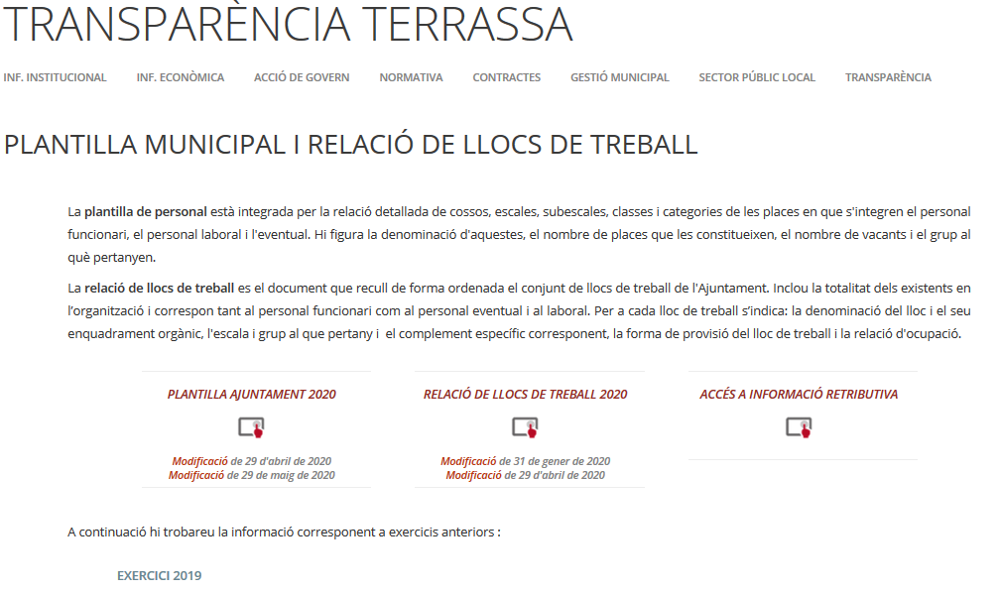 TRANSPARÈNCIA TERRASSA
INF. INSTITUCIONAL INF. ECONÒMICA ACCIÓ DE GOVERN NORMATIVA CONTRACTES GESTIÓ MUNICIPAL SECTOR PÚBLIC LOCAL TRANSPARÈNCIA
PLANTILLA MUNICIPAL I RELACIÓ DE LLOCS DE TREBALL
La plantilla de personal està integrada per la relació detallada de cossos, escales, subescales, classes i categories de les places en que s'integren el personal
funcionari, el personal laboral i l'eventual. Hi figura la denominació d'aquestes, el nombre de places que les constitueixen, el nombre de vacants i el grup al
què pertanyen.
La relació de llocs de treball es el document que recull de forma ordenada el conjunt de llocs de treball de l'Ajuntament. Inclou la totalitat dels existents en
l’organització i correspon tant al personal funcionari com al personal eventual i al laboral. Per a cada lloc de treball s’indica: la denominació del lloc i el seu
enquadrament orgànic, l'escala i grup al que pertany i el complement específic corresponent, la forma de provisió del lloc de treball i la relació d'ocupació.
PLANTILLA AJUNTAMENT 2020
Modificació de 29 d'abril de 2020
Modificació de 29 de maig de 2020
RELACIÓ DE LLOCS DE TREBALL 2020
Modificació de 31 de gener de 2020
Modificació de 29 d'abril de 2020
ACCÉS A INFORMACIÓ RETRIBUTIVA
A continuació hi trobareu la informació corresponent a exercicis anteriors :
EXERCICI 2019